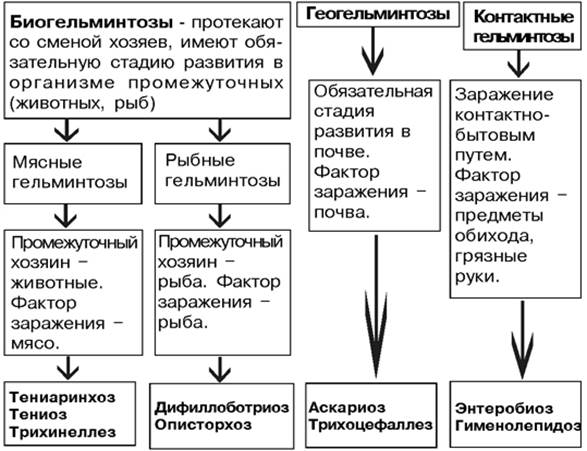 Биогельминтозы - протекают
со сменой хозяев, имеют обя-
зательную стадию развития в
организме промежуточных
(животных, рыб)
Мясные
гельминтозы
Промежуточный
хозяин –
животные.
Фактор
заражения –
мясо.
Тениаринхоз
Тениоз
Трихинеллез
Рыбные
гельминтозы
Промежуточный
хозяин –
рыба. Фактор
заражения –
рыба.
Дифиллоботриоз
Описторхоз
Геогельминтозы
Обязательная
стадия
развития в
почве.
Фактор
заражения –
почва.
Аскариоз
Трихоцефаллез
Контактные
гельминтозы
Заражение
контактно-
бытовым
путем.
Фактор
заражения –
предметы
обихода,
грязные
руки.
Энтеробиоз
Гименолепидоз